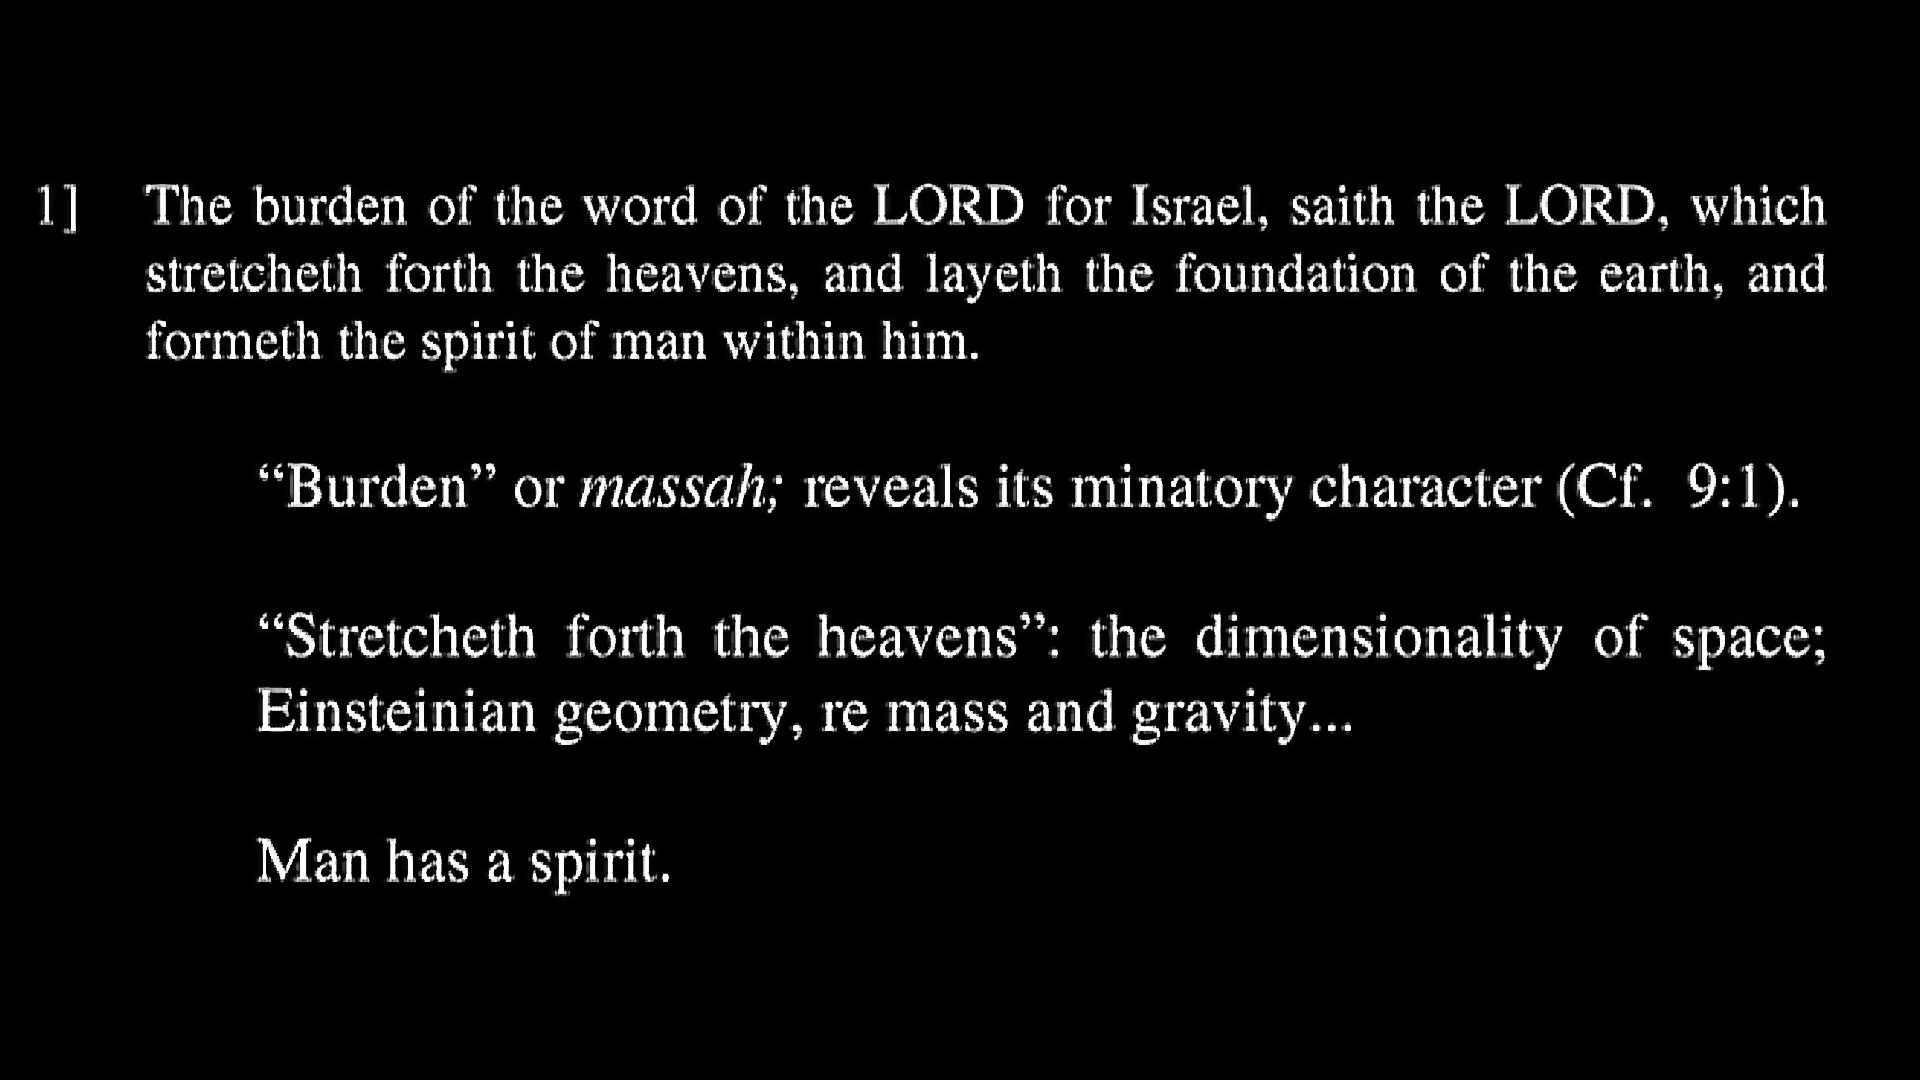 1] The burden of the word of the LORD for Israel, saith the LORD, which
stretcheth forth the heavens, and layeth the foundation of the earth, and
formeth the spirit of man within him.
“Burden” or massah; reveals its minatory character (Cf. 9:1).
“Stretcheth forth the heavens”: the dimensionality of space;
Einsteinian geometry, re mass and gravity...
Man has a spirit.